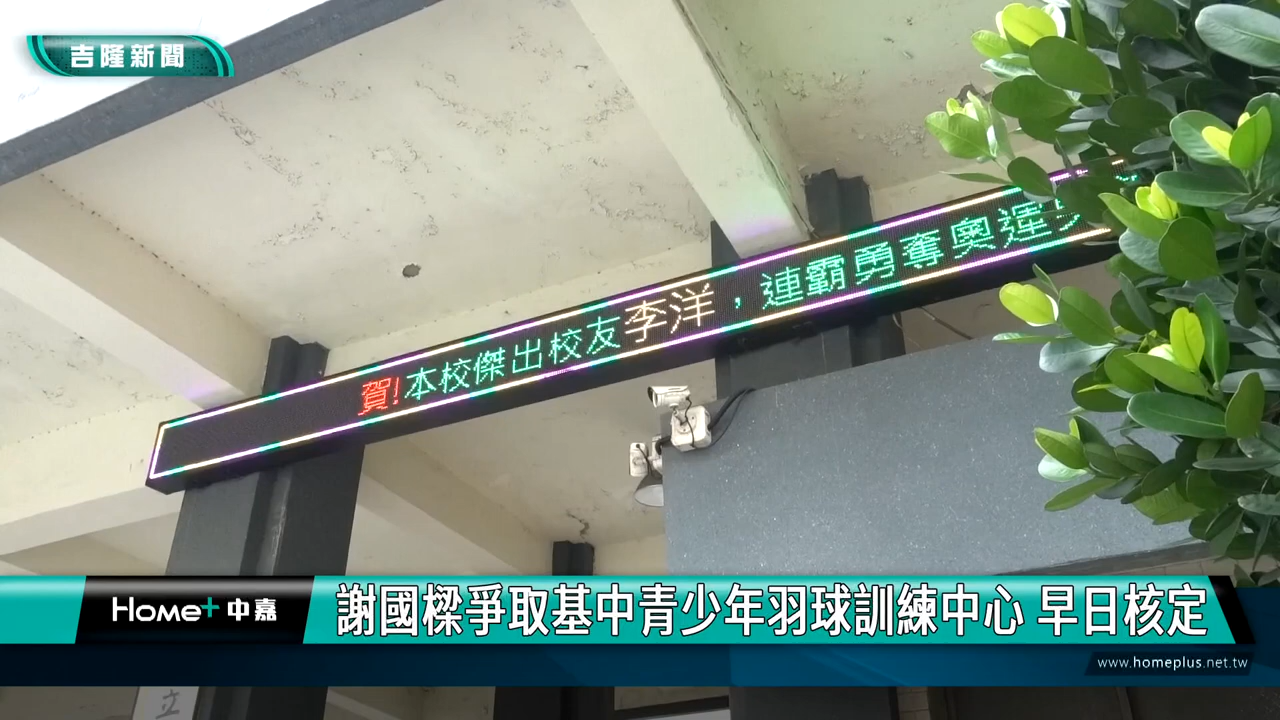 吉隆新聞
賀!本校傑出校友李洋，連霸勇奪奧運
Home+ 中嘉
謝國樑爭取基中青少年羽球訓練中心 早日核定
www.homeplus.net.tw
立